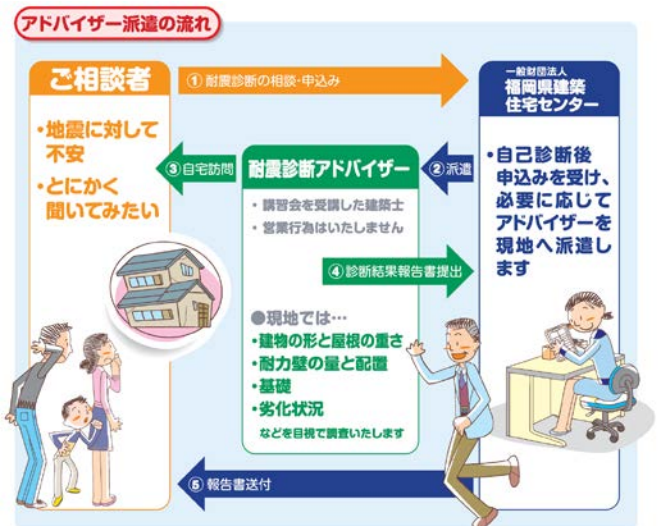 アドバイザー派遣の流れ
ご相談者
・地震に対して
不安
・とにかく
聞いてみたい
①耐震診断の相談・申込み
一般財団法人
福岡県建築
住宅センター
・自己診断後
申込みを受け、
必要に応じて
アドバイザーを
現地へ派遣し
ます
②派遣
耐震診断アドバイザー
・講習会を受講した建築士
・営業行為はいたしません
③自宅訪問
④診断結果報告書提出
●現地では…
・建物の形と屋根の重さ
・耐力壁の量と配置
・基礎
・劣化状況
などを目視で調査いたします
⑤報告書送付